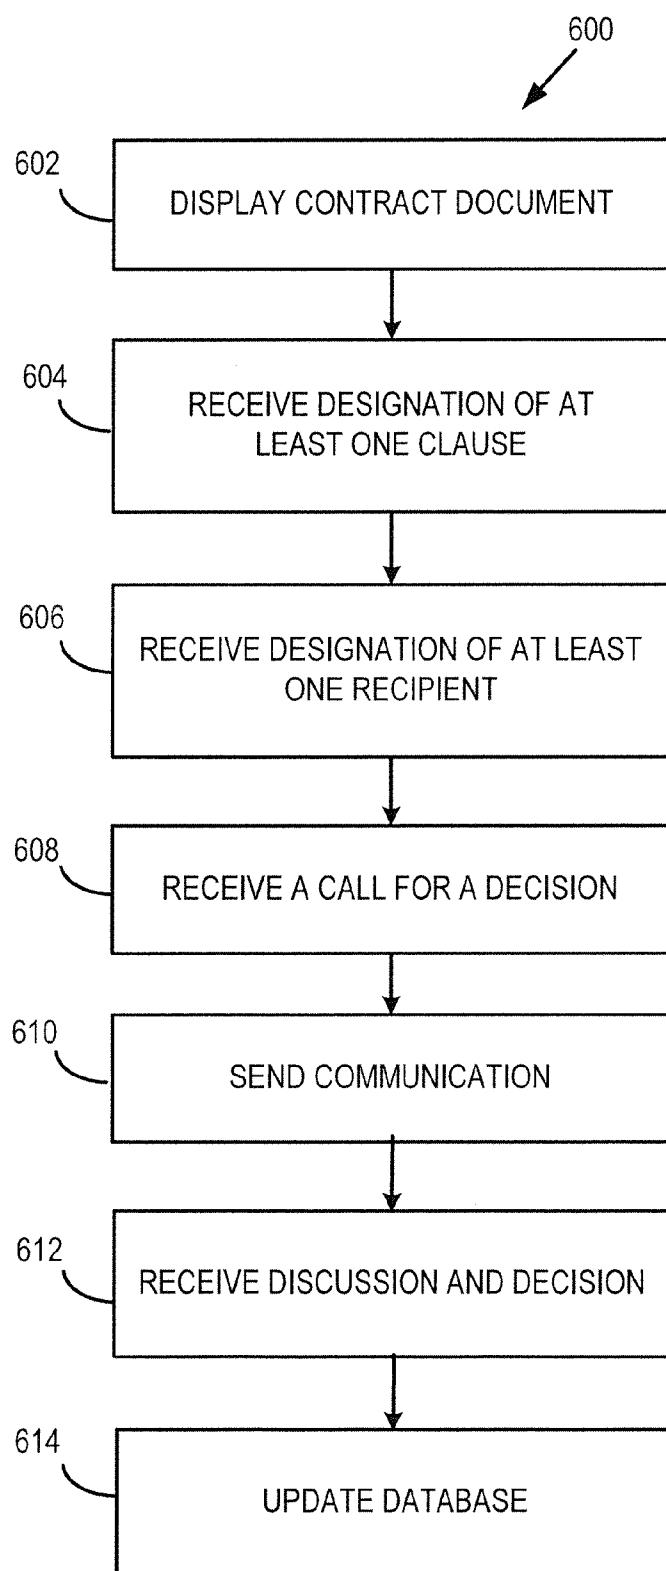 600
602
DISPLAY CONTRACT DOCUMENT
604
RECEIVE DESIGNATION OF AT
LEAST ONE CLAUSE
606
RECEIVE DESIGNATION OF AT LEAST
ONE RECIPIENT
608
RECEIVE A CALL FOR A DECISION
610
SEND COMMUNICATION
612
RECEIVE DISCUSSION AND DECISION
614
UPDATE DATABASE